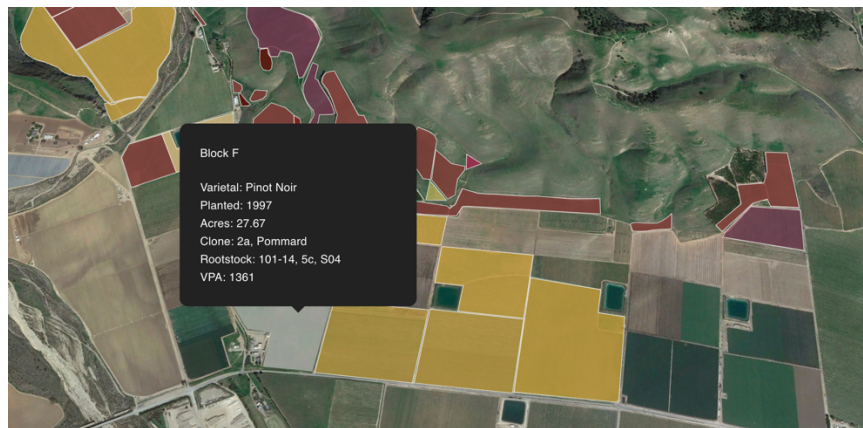 Block F
Varietal: Pinot Noir
Planted: 1997
Acres: 27.67
Clone: 2a, Pommard
Rootstock: 101-14, 5c, S04
VPA: 1361